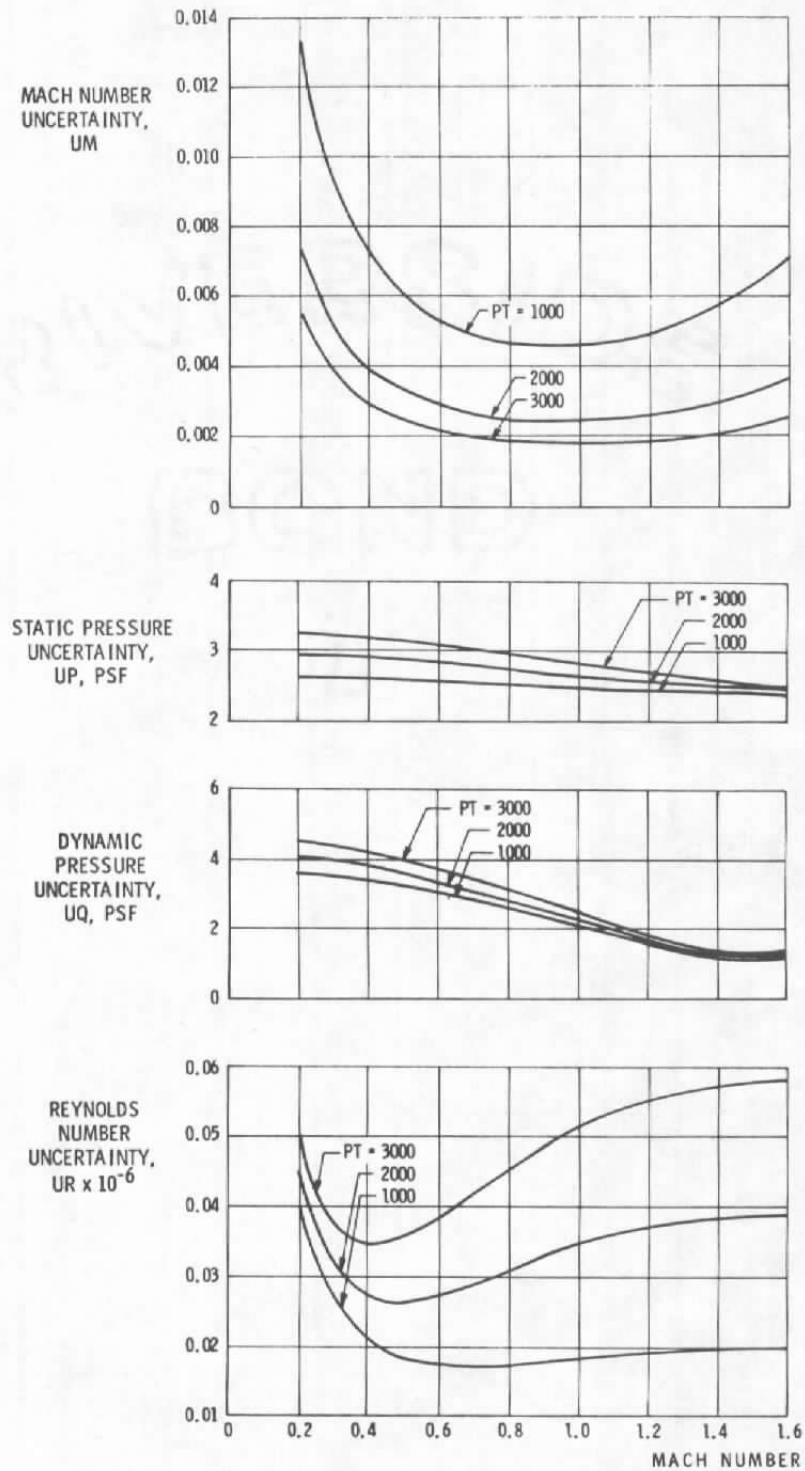 0.014
0.012
MACH NUMBER
UNCERTAINTY,
UM
0.010
0.008
0.006
0.004
0.002
0
PT = 1000
2000
3000
4
3
2
STATIC PRESSURE
UNCERTAINTY,
UP, PSF
PT = 3000
2000
1000
6
4
2
0
DYNAMIC
PRESSURE
UNCERTAINTY,
UQ, PSF
PT = 3000
2000
1000
0.06
0.05
0.04
0.03
0.02
0.01
REYNOLDS
NUMBER
UNCERTAINTY,
UR x 10⁻⁶
PT = 3000
2000
1000
0 0.2 0.4 0.6 0.8 1.0 1.2 1.4 1.6
MACH NUMBER